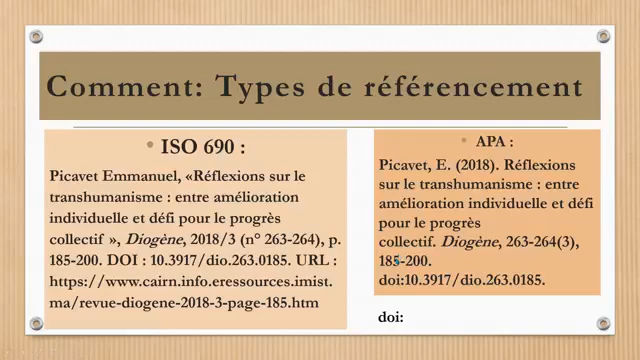 Comment: Types de référencement
• ISO 690 :
Picavet Emmanuel, «Réflexions sur le
transhumanisme : entre amélioration
individuelle et défi pour le progrès
collectif », Diogène, 2018/3 (n° 263-264), p.
185-200. DOI : 10.3917/dio.263.0185. URL :
https://www.cairn.info.eressources.imist.
ma/revue-diogene-2018-3-page-185.htm
• APA :
Picavet, E. (2018). Réflexions
sur le transhumanisme : entre
amélioration individuelle et défi
pour le progrès
collectif. Diogène, 263-264(3),
185-200.
doi:10.3917/dio.263.0185.
doi: